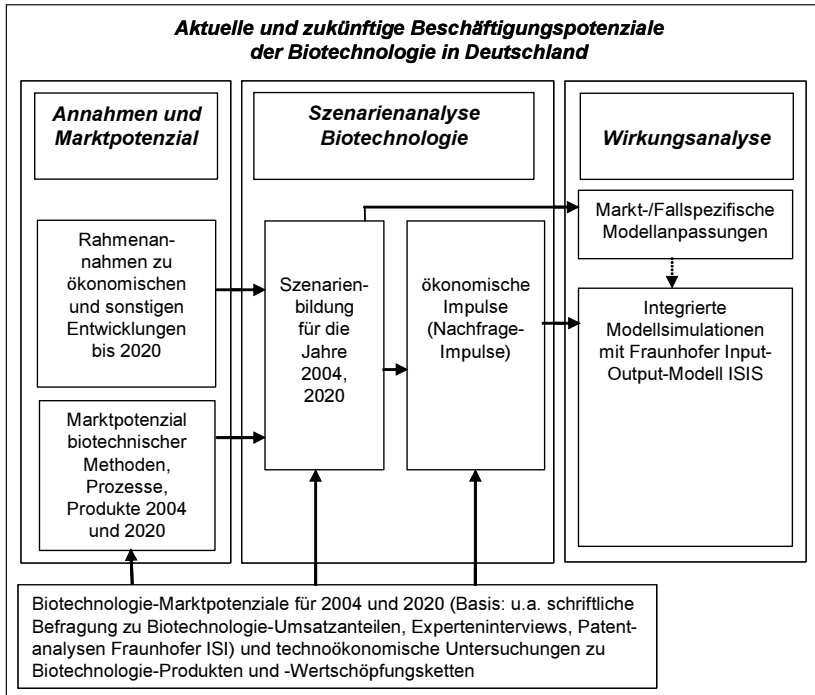 Aktuelle und zukünftige Beschäftigungspotenziale
der Biotechnologie in Deutschland
Annahmen und
Marktpotenzial
Rahmenan-
nahmen zu
ökonomischen
und sonstigen
Entwicklungen
bis 2020
Marktpotenzial
biotechnischer
Methoden,
Prozesse,
Produkte 2004
und 2020
Szenarienanalyse
Biotechnologie
Szenarien-
bildung
für die
Jahre
2004,
2020
ökonomische
Impulse
(Nachfrage-
Impulse)
Wirkungsanalyse
Markt-/Fallspezifische
Modellanpassungen
Integrierte
Modellsimulationen
mit Fraunhofer Input-
Output-Modell ISIS
Biotechnologie-Marktpotenziale für 2004 und 2020 (Basis: u.a. schriftliche
Befragung zu Biotechnologie-Umsatzanteilen, Experteninterviews, Patent-
analysen Fraunhofer ISI) und technoökonomische Untersuchungen zu
Biotechnologie-Produkten und -Wertschöpfungsketten